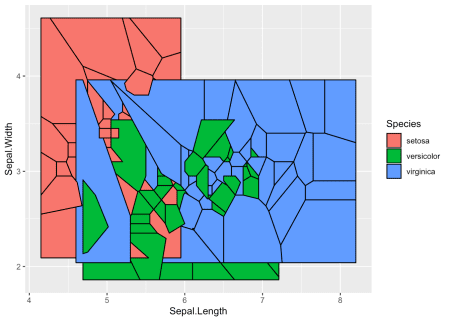 4
3
2
Sepal.Width
4
5
6
7
8
Sepal.Length
Species
setosa
versicolor
virginica